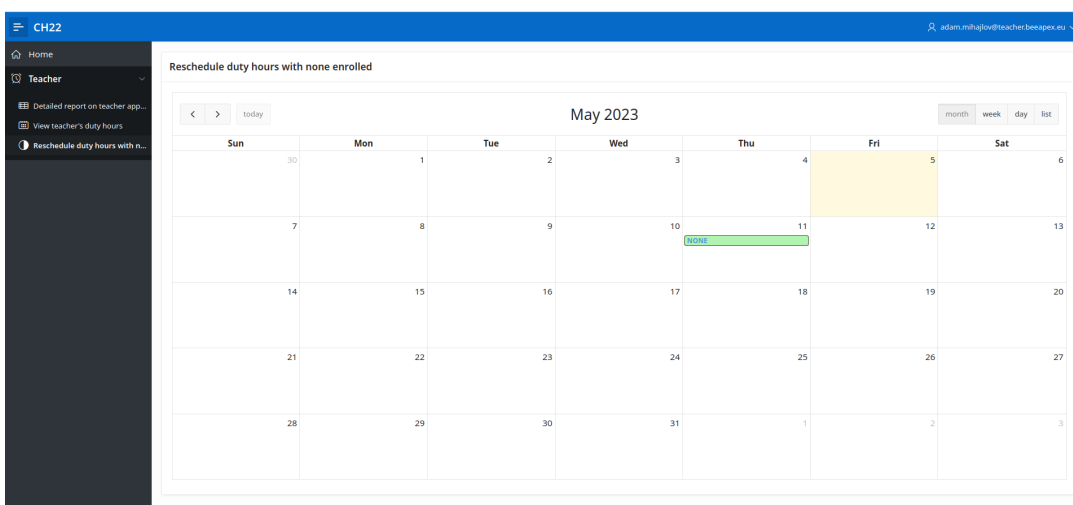 CH22
adam.mihajlov@teacher.beeapex.eu
Home
Teacher
Detailed report on teacher app...
View teacher's duty hours
Reschedule duty hours with n...
Reschedule duty hours with none enrolled
today
May 2023
month week day list
Sun Mon Tue Wed Thu Fri Sat
30 1 2 3 4 5 6
7 8 9 10 11 12 13
NONE
14 15 16 17 18 19 20
21 22 23 24 25 26 27
28 29 30 31 1 2 3